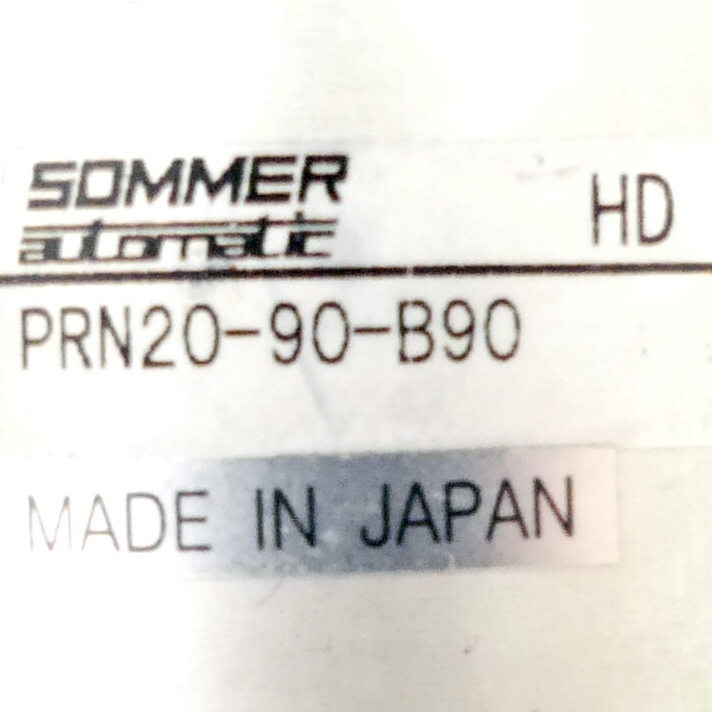 SOMMER HD
automatic
PRN20-90-B90
MADE IN JAPAN